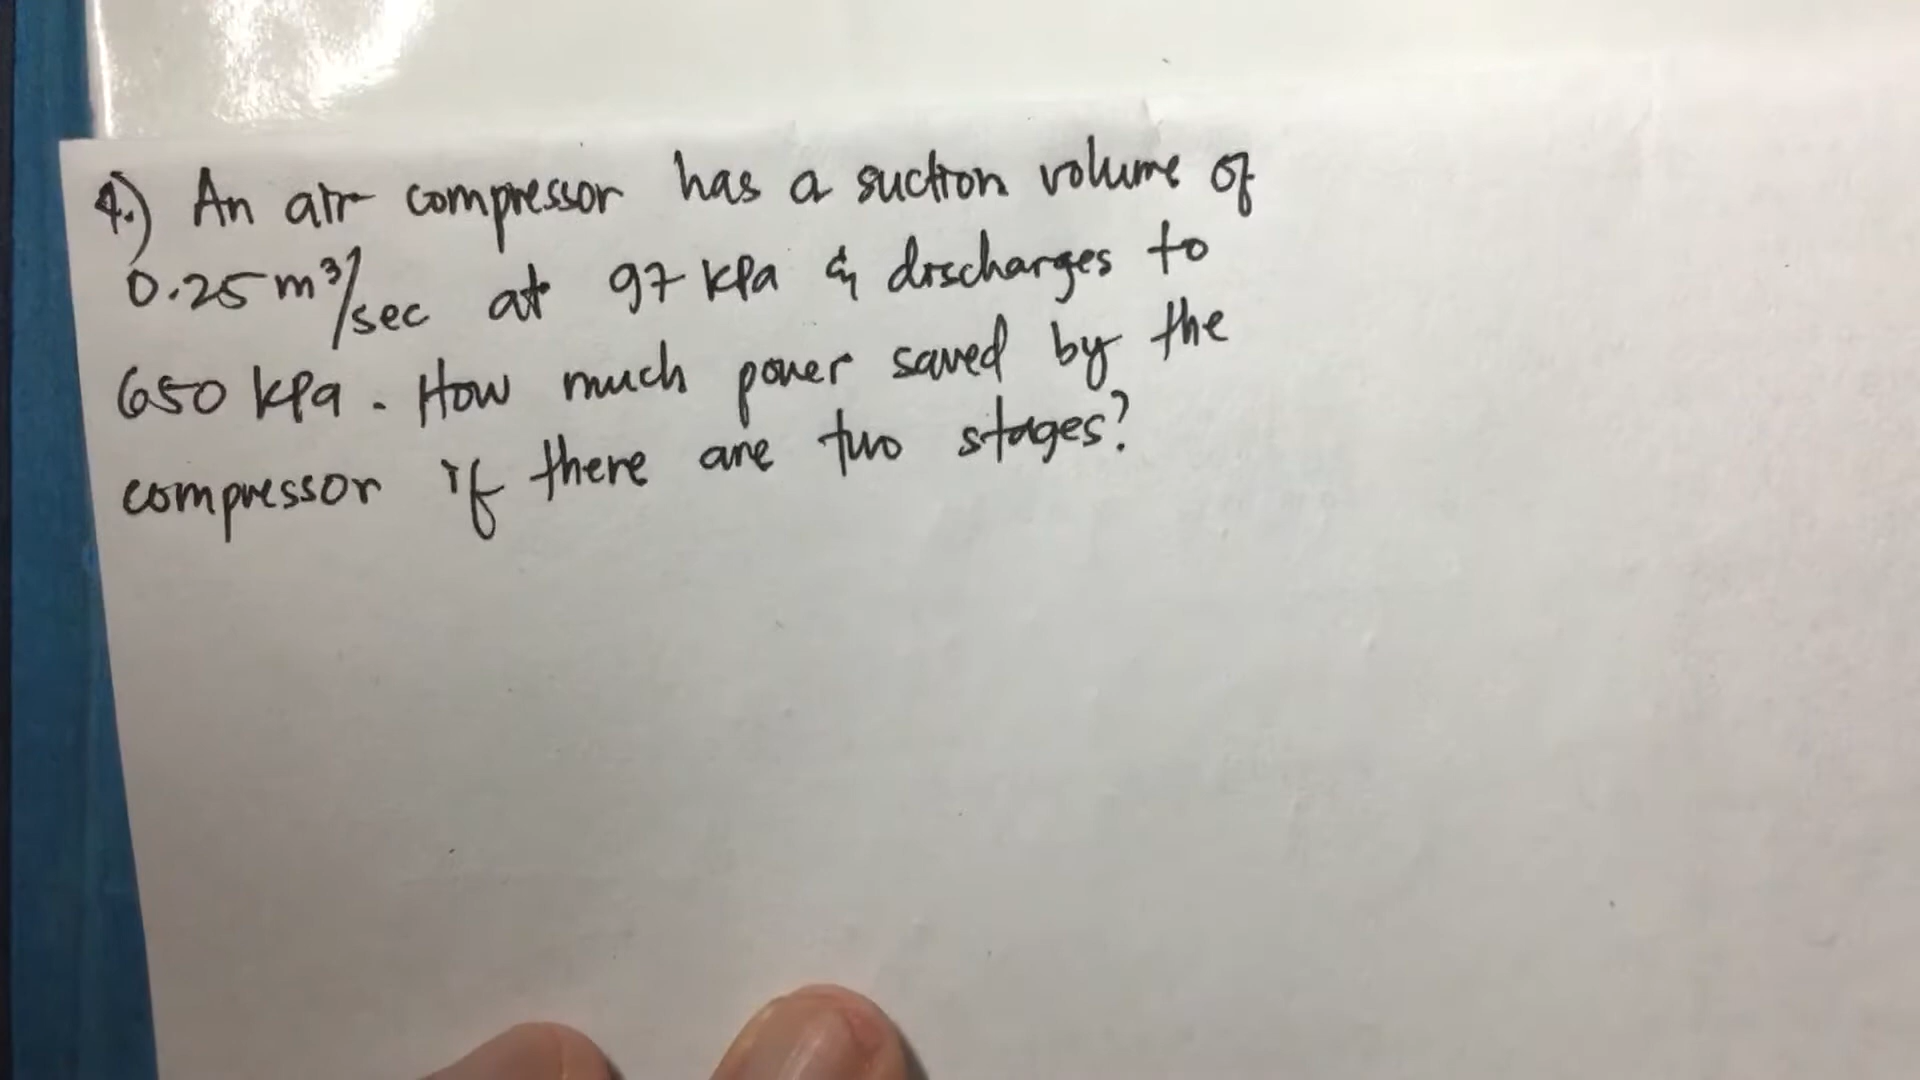 4.) An air compressor has a suction volume of
0.25 m³/sec at 97 kPa & discharges to
650 kPa. How much power saved by the
compressor if there are two stages?